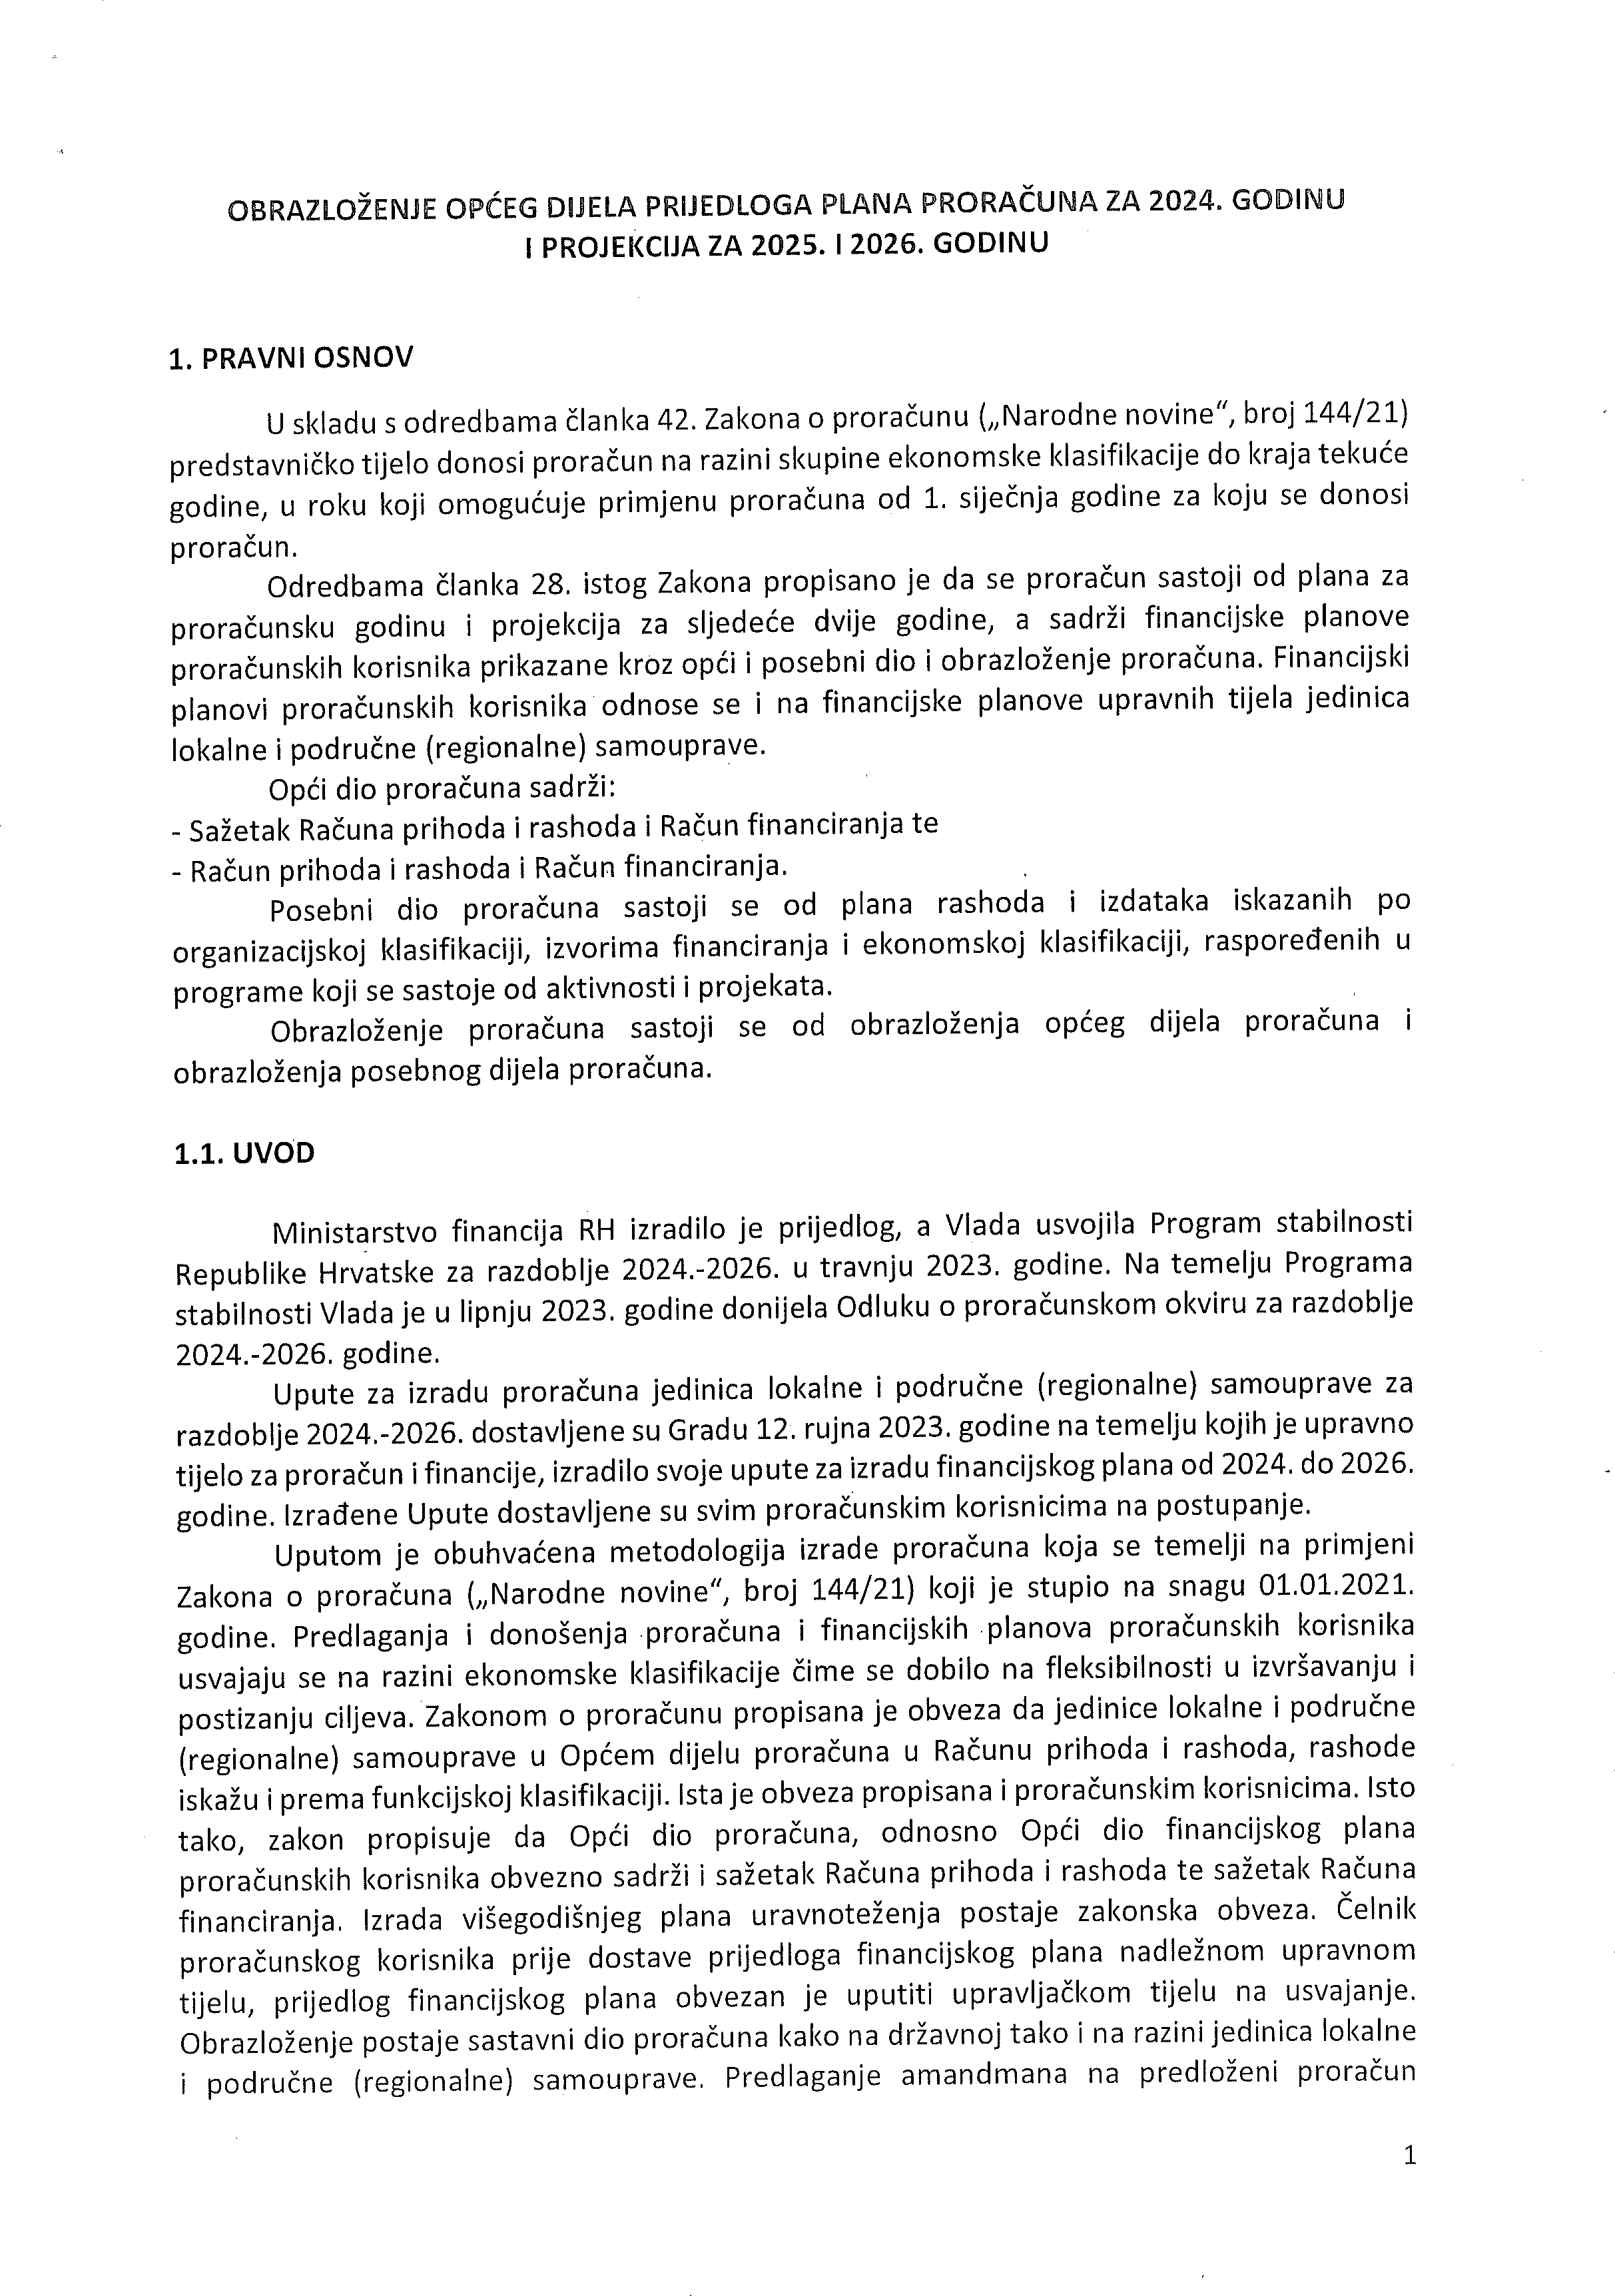 OBRAZLOŽENJE OPĆEG DIJELA PRIJEDLOGA PLANA PRORAČUNA ZA 2024. GODINU
I PROJEKCIJA ZA 2025. I 2026. GODINU
1. PRAVNI OSNOV
U skladu s odredbama članka 42. Zakona o proračunu („Narodne novine“, broj 144/21)
predstavničko tijelo donosi proračun na razini skupine ekonomske klasifikacije do kraja tekuće
godine, u roku koji omogućuje primjenu proračuna od 1. siječnja godine za koju se donosi
proračun.
Odredbama članka 28. istog Zakona propisano je da se proračun sastoji od plana za
proračunsku godinu i projekcija za sljedeće dvije godine, a sadrži financijske planove
proračunskih korisnika prikazane kroz opći i posebni dio i obrazloženje proračuna. Financijski
planovi proračunskih korisnika odnose se i na financijske planove upravnih tijela jedinica
lokalne i područne (regionalne) samouprave.
Opći dio proračuna sadrži:
- Sažetak Računa prihoda i rashoda i Račun financiranja te
- Račun prihoda i rashoda i Račun financiranja.
Posebni dio proračuna sastoji se od plana rashoda i izdataka iskazanih po
organizacijskoj klasifikaciji, izvorima financiranja i ekonomskoj klasifikaciji, raspoređenih u
programe koji se sastoje od aktivnosti i projekata.
Obrazloženje proračuna sastoji se od obrazloženja općeg dijela proračuna i
obrazloženja posebnog dijela proračuna.
1.1. UVOD
Ministarstvo financija RH izradilo je prijedlog, a Vlada usvojila Program stabilnosti
Republike Hrvatske za razdoblje 2024.-2026. u travnju 2023. godine. Na temelju Programa
stabilnosti Vlada je u lipnju 2023. godine donijela Odluku o proračunskom okviru za razdoblje
2024.-2026. godine.
Upute za izradu proračuna jedinica lokalne i područne (regionalne) samouprave za
razdoblje 2024.-2026. dostavljene su Gradu 12. rujna 2023. godine na temelju kojih je upravno
tijelo za proračun i financije, izradilo svoje upute za izradu financijskog plana od 2024. do 2026.
godine. Izrađene Upute dostavljene su svim proračunskim korisnicima na postupanje.
Uputom je obuhvaćena metodologija izrade proračuna koja se temelji na primjeni
Zakona o proračuna („Narodne novine“, broj 144/21) koji je stupio na snagu 01.01.2021.
godine. Predlaganja i donošenja proračuna i financijskih planova proračunskih korisnika
usvajaju se na razini ekonomske klasifikacije čime se dobilo na fleksibilnosti u izvršavanju i
postizanju ciljeva. Zakonom o proračunu propisana je obveza da jedinice lokalne i područne
(regionalne) samouprave u Općem dijelu proračuna u Računu prihoda i rashoda, rashode
iskažu i prema funkcijskoj klasifikaciji. Ista je obveza propisana i proračunskim korisnicima. Isto
tako, zakon propisuje da Opći dio proračuna, odnosno Opći dio financijskog plana
proračunskih korisnika obvezno sadrži i sažetak Računa prihoda i rashoda te sažetak Računa
financiranja. Izrada višegodišnjeg plana uravnoteženja postaje zakonska obveza. Čelnik
proračunskog korisnika prije dostave prijedloga financijskog plana nadležnom upravnom
tijelu, prijedlog financijskog plana obvezan je uputiti upravljačkom tijelu na usvajanje.
Obrazloženje postaje sastavni dio proračuna kako na državnoj tako i na razini jedinica lokalne
i područne (regionalne) samouprave. Predlaganje amandmana na predloženi proračun
1